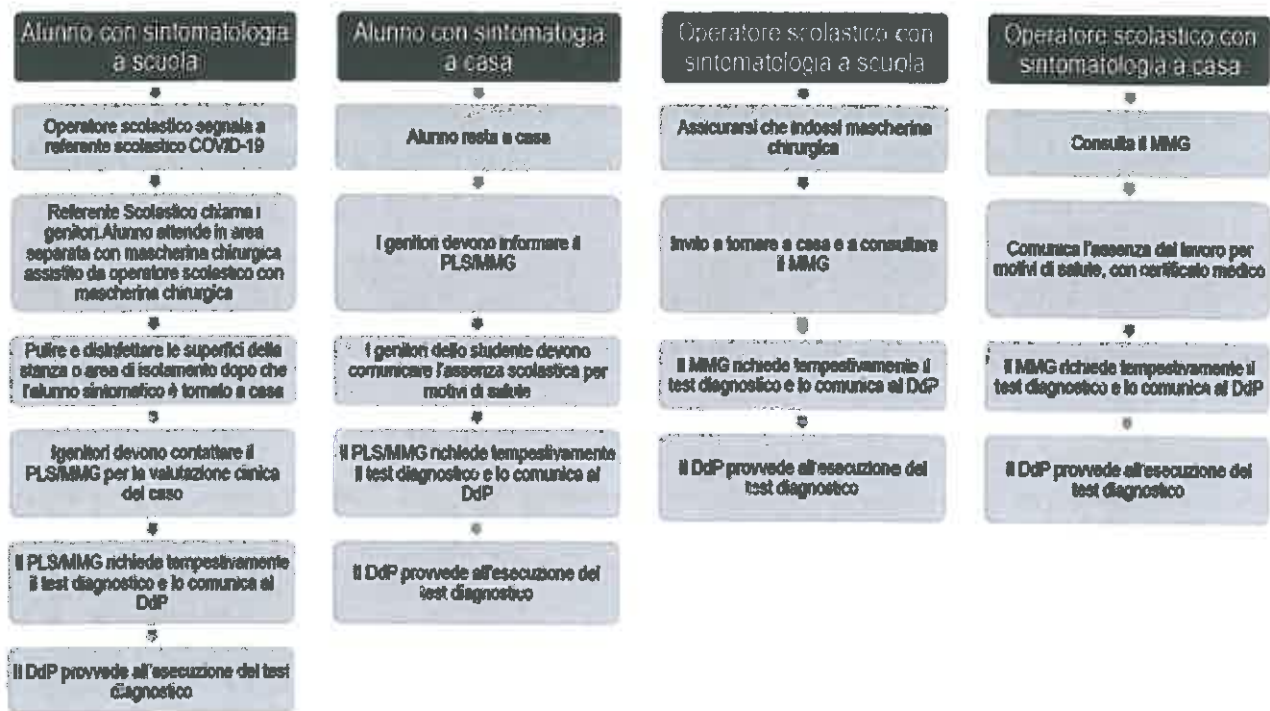 Alunno con sintomatologia
a scuola
Operatore scolastico segnala a
referente scolastico COVID-19
Referente Scolastico chiama i
genitori.Alunno attende in area
separata con mascherina chirurgica
assistito da operatore scolastico con
mascherina chirurgica
Pulire e disinfettare le superfici della
stanza o area di isolamento dopo che
l'alunno sintomatico è tornato a casa
Igenitori devono contattare il
PLS/MMG per la valutazione clinica
del caso
Il PLS/MMG richiede tempestivamente
il test diagnostico e lo comunica al
DdP
Il DdP provvede all'esecuzione del test
diagnostico
Alunno con sintomatogia
a casa
Alunno resta a casa
I genitori devono informare il
PLS/MMG
I genitori dello studente devono
comunicare l'assenza scolastica per
motivi di salute
Il PLS/MMG richiede tempestivamente
il test diagnostico e lo comunica al
DdP
Il DdP provvede all'esecuzione del
test diagnostico
Operatore scolastico con
sintomatologia a scuola
Assicurarsi che indossi mascherina
chirurgica
Invito a tornare a casa e a consultare
il MMG
Il MMG richiede tempestivamente il
test diagnostico e lo comunica al DdP
Il DdP provvede all'esecuzione del
test diagnostico
Operatore scolastico con
sintomatologia a casa
Consulta il MMG
Comunica l'assenza dal lavoro per
motivi di salute, con certificato medico
Il MMG richiede tempestivamente il
test diagnostico e lo comunica al DdP
Il DdP provvede all'esecuzione del
test diagnostico